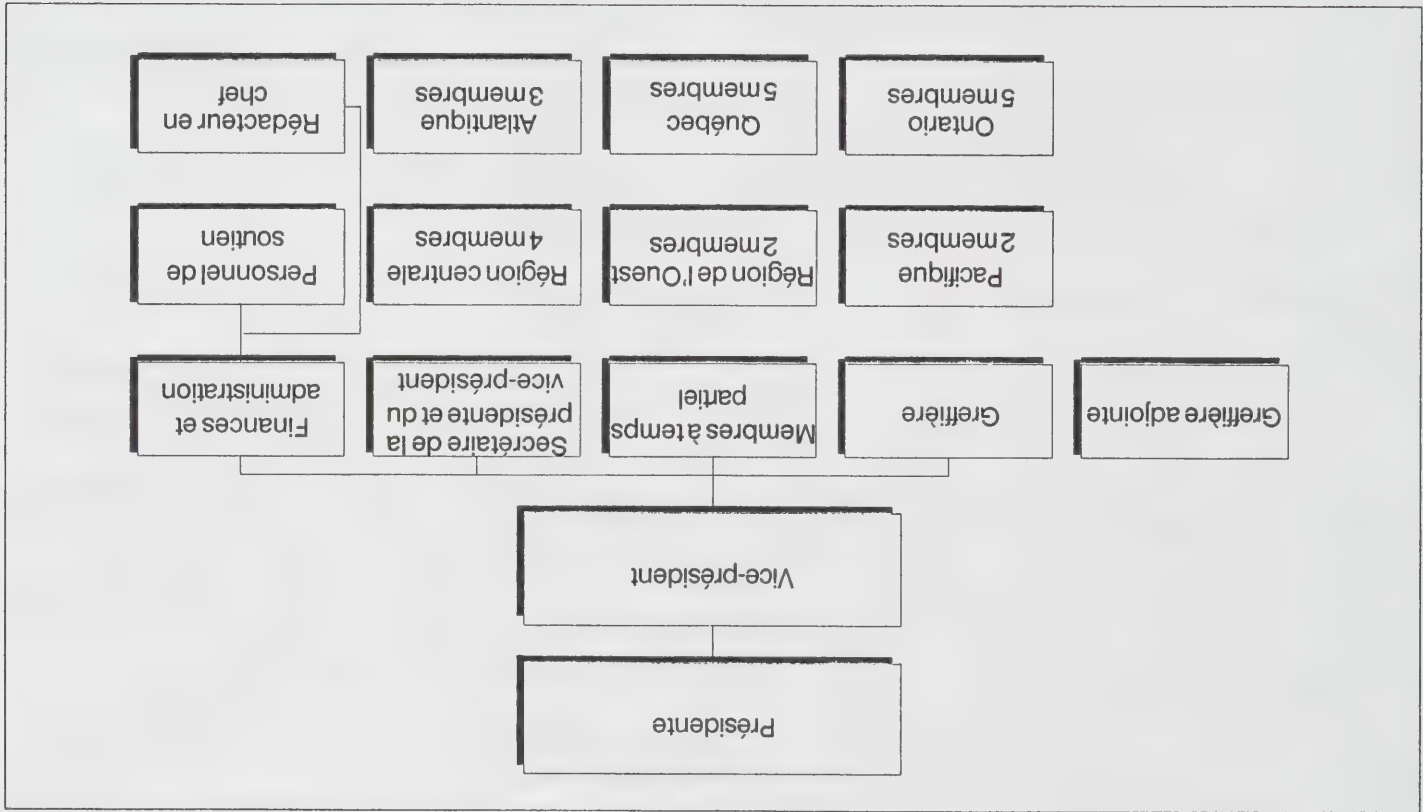 Présidente
Vice-président
Greffière adjointe
Greffière
Membres à temps
partiel
Secrétaire de la
présidente et du
vice-président
Finances et
administration
Pacifique
2 membres
Région de l'Ouest
2 membres
Région centrale
4 membres
Personnel de
soutien
Ontario
5 membres
Québec
5 membres
Atlantique
3 membres
Rédacteur en
chef